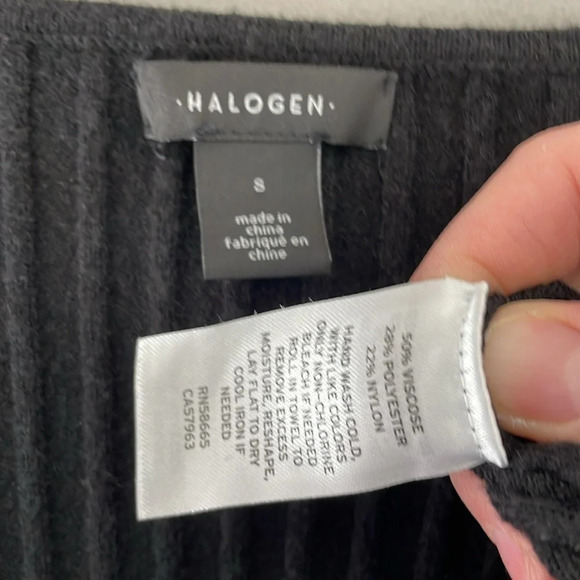 ·HALOGEN·
S
made in
china
fabriqué en
chine
50% VISCOSE
28% POLYESTER
22% NYLON
HAND WASH COLD,
WITH LIKE COLORS
ONLY NON-CHLORINE
BLEACH IF NEEDED
ROLL IN TOWEL TO
REMOVE EXCESS
MOISTURE, RESHAPE,
LAY FLAT TO DRY
COOL IRON IF
NEEDED
RN58665
CA57963